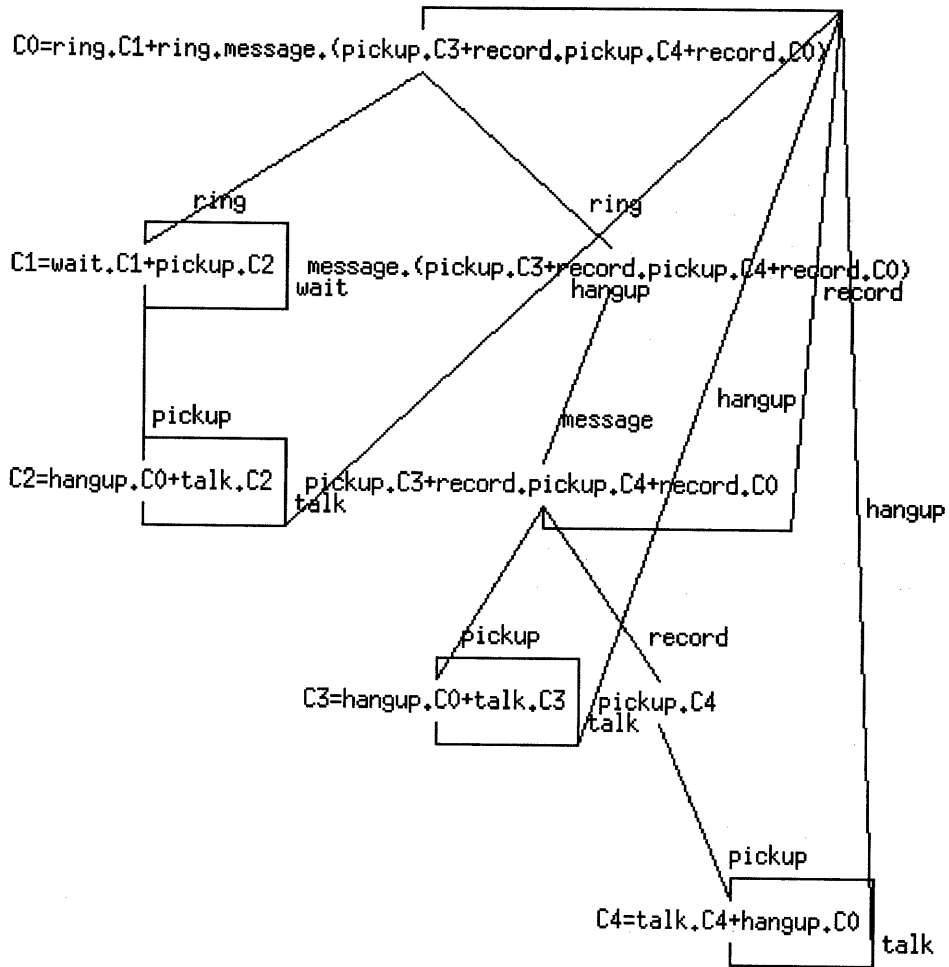 C0=ring.C1+ring.message.(pickup.C3+record.pickup.C4+record.C0)
ring
ring
C1=wait.C1+pickup.C2
message.(pickup.C3+record.pickup.C4+record.C0)
wait
hangup
record
hangup
pickup
message
C2=hangup.C0+talk.C2
pickup.C3+record.pickup.C4+record.C0
talk
hangup
pickup
record
C3=hangup.C0+talk.C3
pickup.C4
talk
pickup
C4=talk.C4+hangup.C0
talk